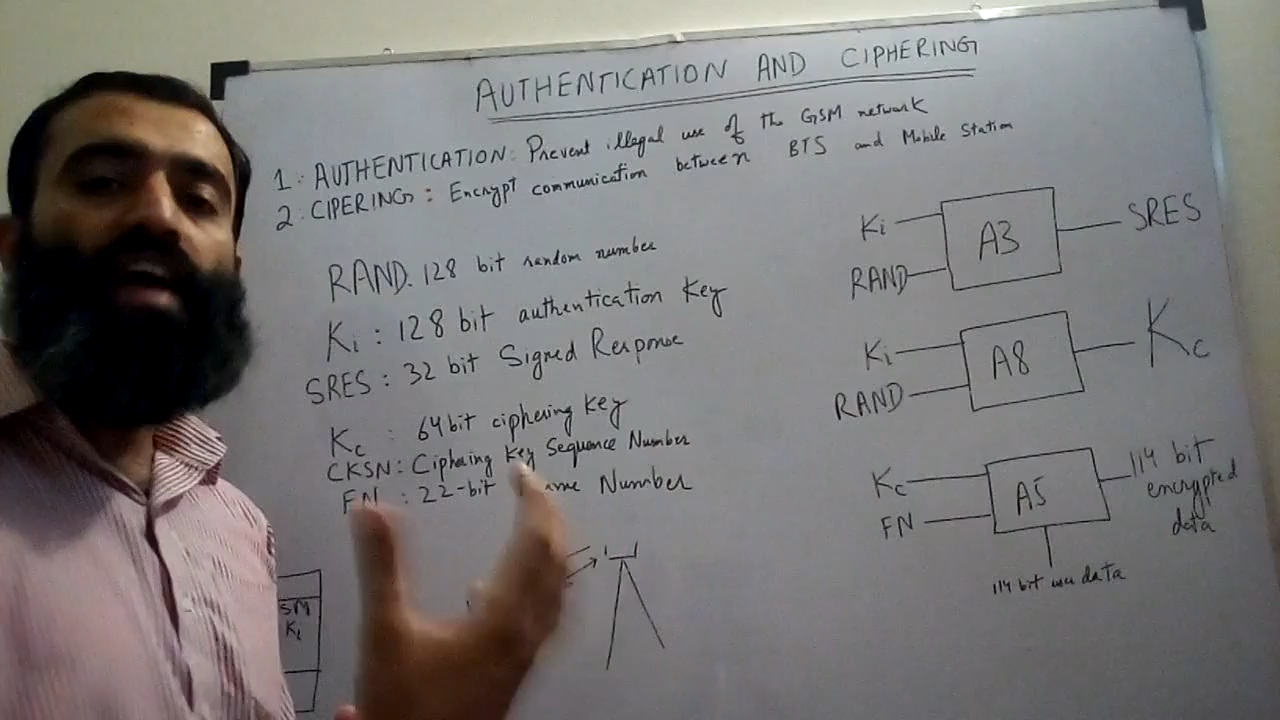 AUTHENTICATION AND CIPHERING
1. AUTHENTICATION: Prevent illegal use of the GSM network
2. CIPERING: Encrypt communication between BTS and Mobile Station
RAND. 128 bit random number
Ki : 128 bit authentication Key
SRES : 32 bit Signed Response
Kc : 64 bit ciphering key
CKSN: Ciphering Key Sequence Number
FN : 22-bit Number
Ki
RAND
A3
SRES
Ki
RAND
A8
Kc
Kc
FN
A5
114 bit
encrypted
data
114 bit data
SM
Ki